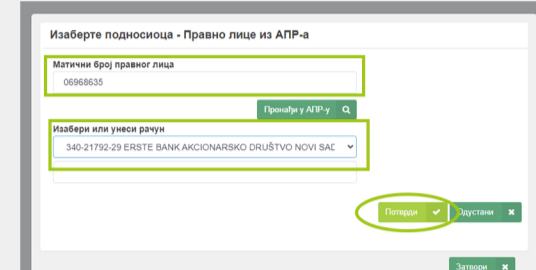 Изаберте подносиоца - Правно лице из АПР-а
Матични број правног лица
06968635
Пронађи у АПР-у
Изабери или унеси рачун
340-21792-29 ERSTE BANK AKCIONARSKO DRUŠTVO NOVI SAD
Потврди
Одустани
Затвори